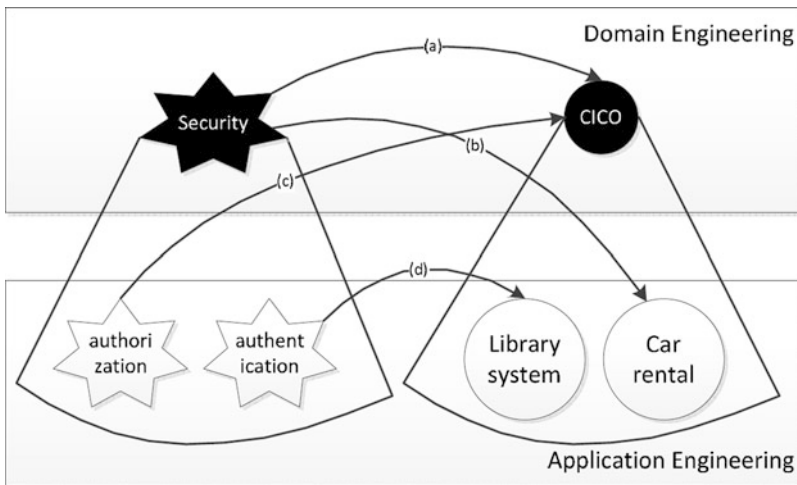 Domain Engineering
(a)
Security
CICO
(b)
(c)
(d)
authori
zation
authent
ication
Library
system
Car
rental
Application Engineering